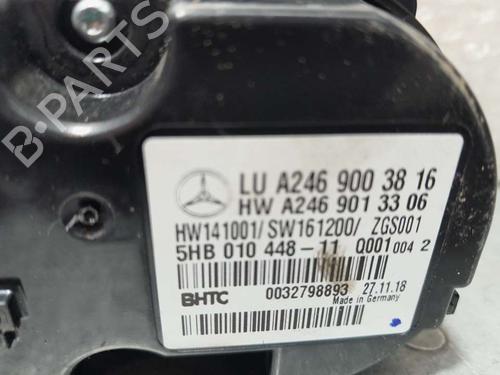 B-PARTS
LU A246 900 38 16
HW A246 901 33 06
HW141001/SW161200/ ZGS001
5HB 010 448-11 0001 004 2
BHTC 0032798893 27.11.18
Made in Germany